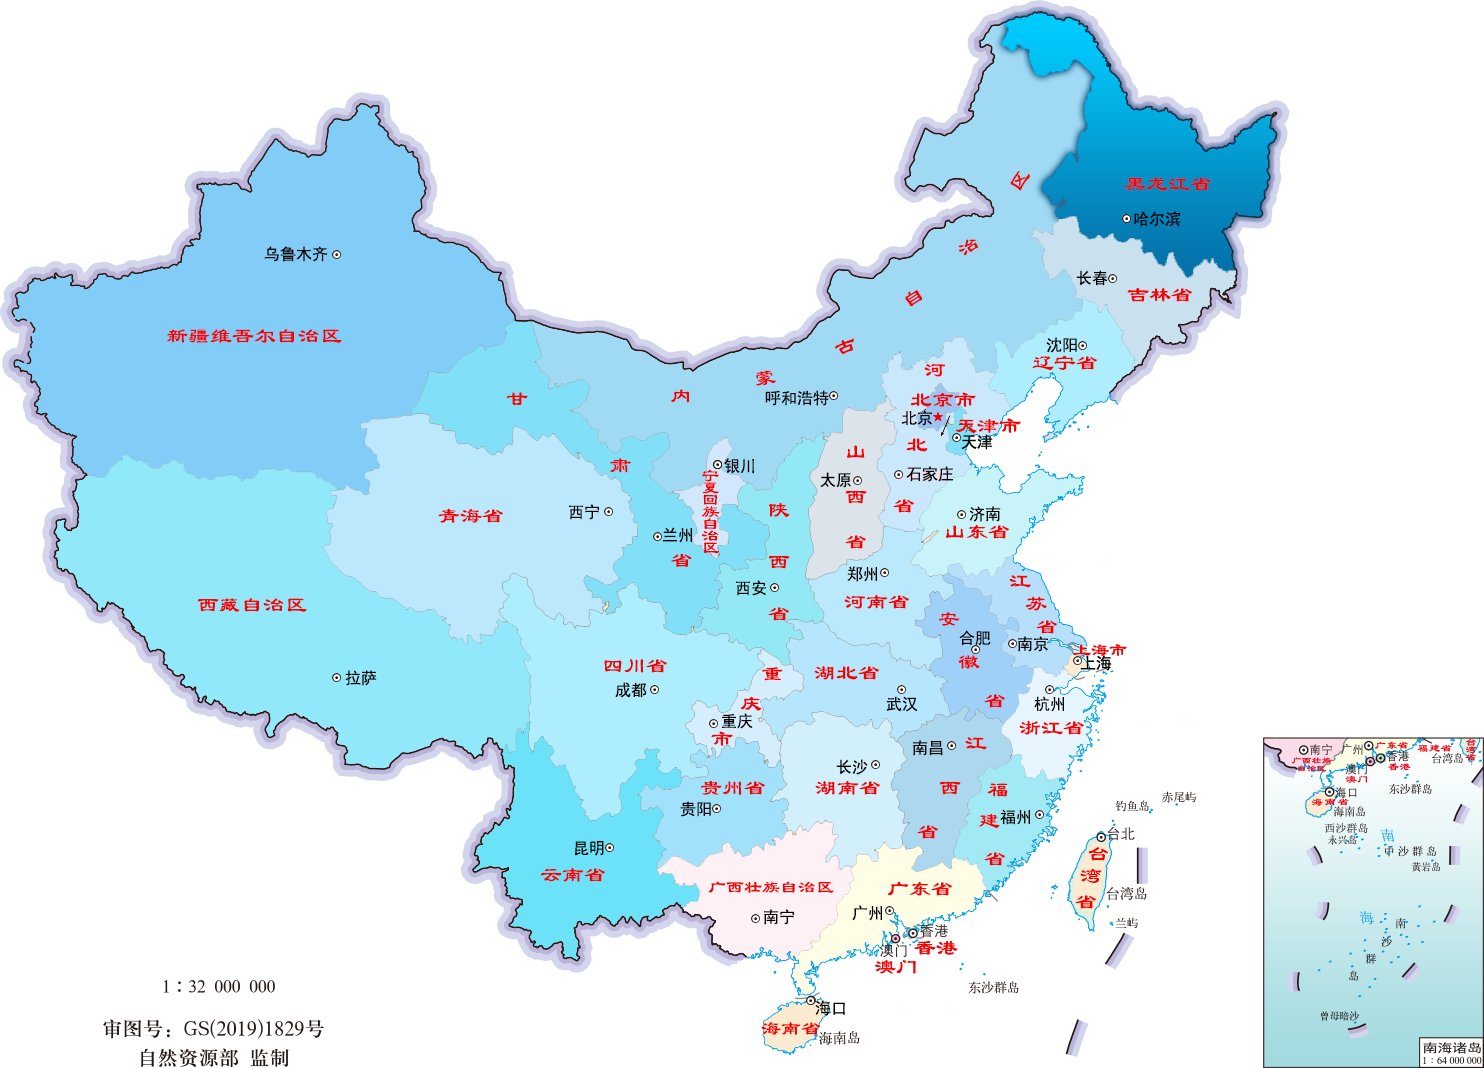 黑龙江省
哈尔滨
内蒙古自治区
呼和浩特
长春
吉林省
沈阳
辽宁省
乌鲁木齐
新疆维吾尔自治区
甘肃省
兰州
河北省
石家庄
北京市
北京
天津市
天津
银川
宁夏回族自治区
山西省
太原
陕西省
西安
青海省
西宁
济南
山东省
郑州
河南省
江苏省
南京
安徽省
合肥
上海市
上海
西藏自治区
拉萨
四川省
成都
重庆市
重庆
湖北省
武汉
杭州
浙江省
南昌
江西省
长沙
湖南省
贵州省
贵阳
福建省
福州
昆明
云南省
广西壮族自治区
南宁
广东省
广州
香港
香港
澳门
澳门
台北
台湾省
台湾岛
钓鱼岛
赤尾屿
兰屿
东沙群岛
海口
海南省
海南岛
1：32 000 000
审图号：GS(2019)1829号
自然资源部 监制
南宁
广西壮族
自治区
广州
广东省
香港
香港
澳门
澳门
福建省
台湾省
台湾岛
海口
海南省
海南岛
东沙群岛
西沙群岛
永兴岛
中沙群岛
黄岩岛
南海
南沙群岛
曾母暗沙
南海诸岛
1：64 000 000